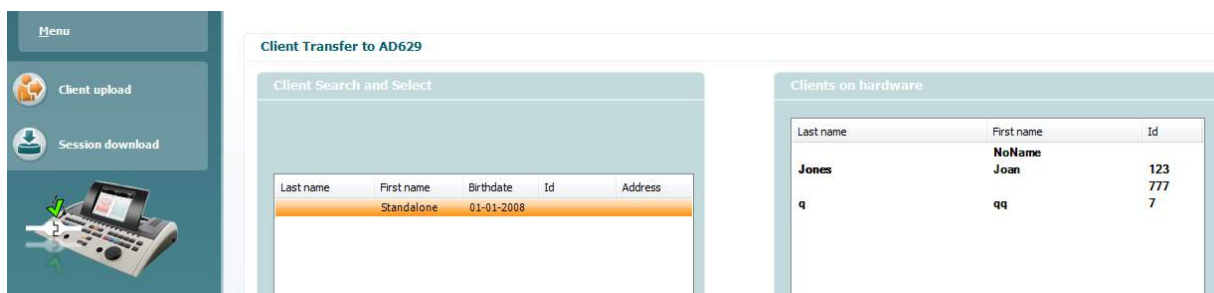 Menu
Client upload
Session download
Client Transfer to AD629
Client Search and Select
Last name First name Birthdate Id Address
Standalone 01-01-2008
Clients on hardware
Last name First name Id
NoName
Jones Joan 123
777
q qq 7